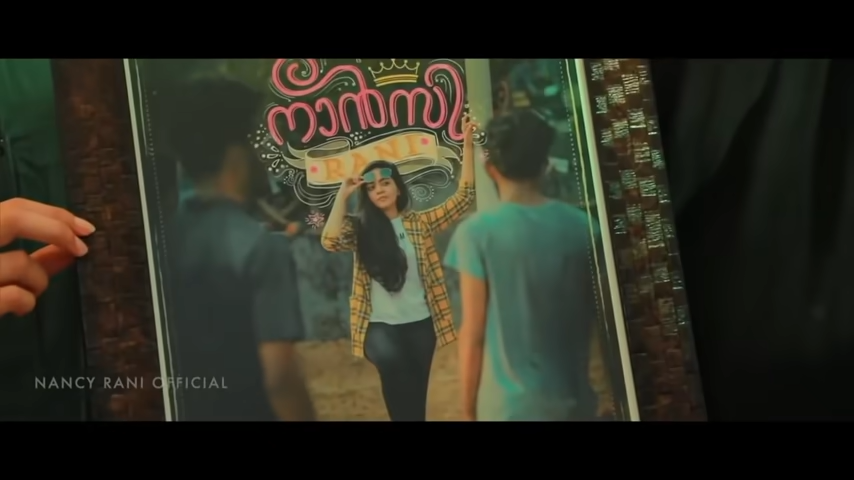 നാൻസി
RANI
NANCY RANI OFFICIAL